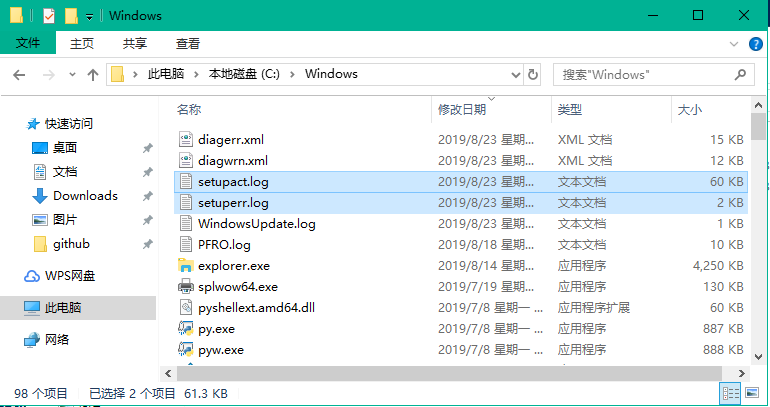 Windows
文件 主页 共享 查看
此电脑 本地磁盘 (C:) Windows 搜索"Windows"
名称 修改日期 类型 大小
快速访问
桌面
文档
Downloads
图片
github
WPS网盘
此电脑
网络
diagerr.xml 2019/8/23 星期... XML 文档 15 KB
diagwrn.xml 2019/8/23 星期... XML 文档 12 KB
setupact.log 2019/8/23 星期... 文本文档 60 KB
setuperr.log 2019/8/23 星期... 文本文档 2 KB
WindowsUpdate.log 2019/8/23 星期... 文本文档 1 KB
PFRO.log 2019/8/18 星期... 文本文档 10 KB
explorer.exe 2019/8/14 星期... 应用程序 4,250 KB
splwow64.exe 2019/7/19 星期... 应用程序 130 KB
pyshellext.amd64.dll 2019/7/8 星期一 ... 应用程序扩展 60 KB
py.exe 2019/7/8 星期一 ... 应用程序 887 KB
pyw.exe 2019/7/8 星期一 ... 应用程序 888 KB
98 个项目 已选择 2 个项目 61.3 KB